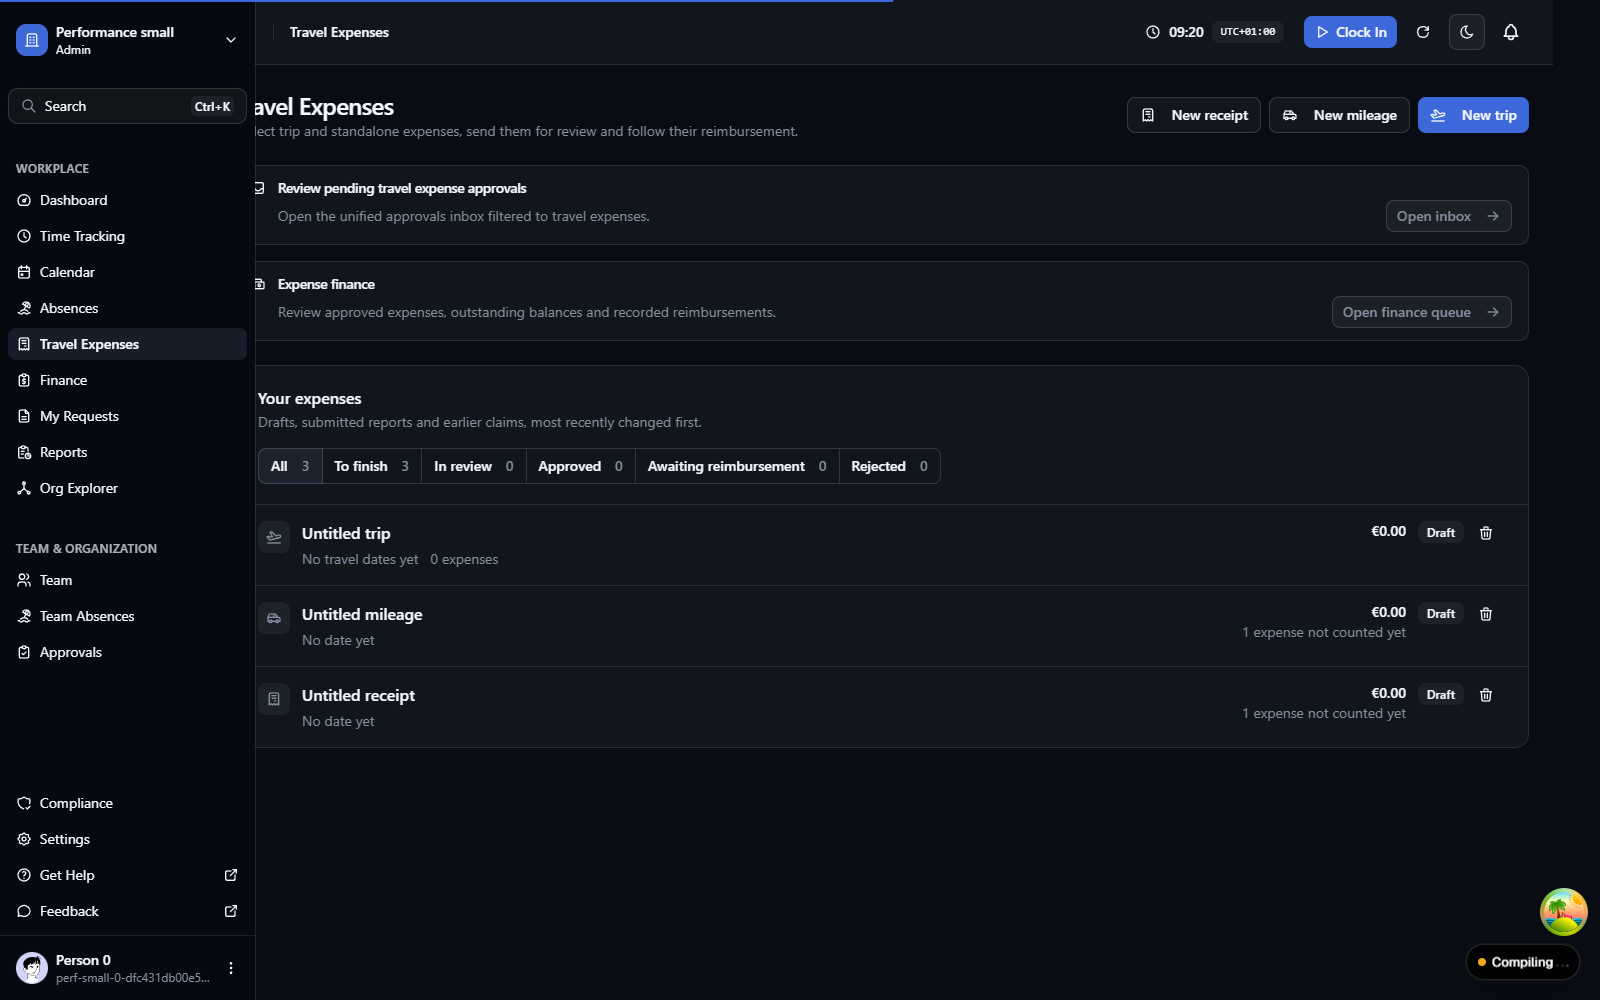 Performance small
Admin
Travel Expenses
09:20
UTC+01:00
Clock In
Search
Ctrl+K
WORKPLACE
Dashboard
Time Tracking
Calendar
Absences
Travel Expenses
Finance
My Requests
Reports
Org Explorer
TEAM & ORGANIZATION
Team
Team Absences
Approvals
Compliance
Settings
Get Help
Feedback
Person 0
perf-small-0-dfc431db00e5...
avel Expenses
lect trip and standalone expenses, send them for review and follow their reimbursement.
New receipt
New mileage
New trip
Review pending travel expense approvals
Open the unified approvals inbox filtered to travel expenses.
Open inbox
Expense finance
Review approved expenses, outstanding balances and recorded reimbursements.
Open finance queue
Your expenses
Drafts, submitted reports and earlier claims, most recently changed first.
All 3
To finish 3
In review 0
Approved 0
Awaiting reimbursement 0
Rejected 0
Untitled trip
No travel dates yet 0 expenses
€0.00
Draft
Untitled mileage
No date yet
€0.00
Draft
1 expense not counted yet
Untitled receipt
No date yet
€0.00
Draft
1 expense not counted yet
Compiling ...